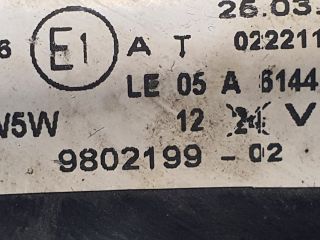 26.03.
6 E1 A T 022211
LE 05 A 6144
W5W 12 V
9802199-02